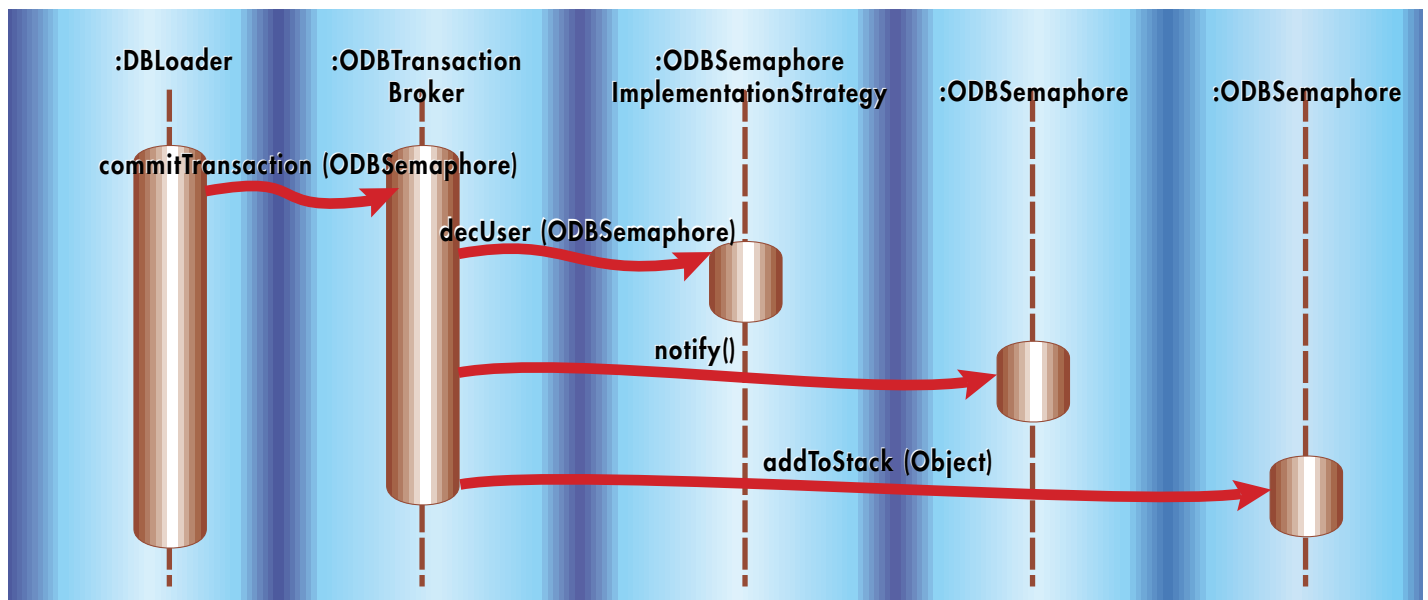 :DBLoader
:ODBTransaction
Broker
:ODBSemaphore
ImplementationStrategy
:ODBSemaphore
:ODBSemaphore
commitTransaction (ODBSemaphore)
decUser (ODBSemaphore)
notify()
addToStack (Object)